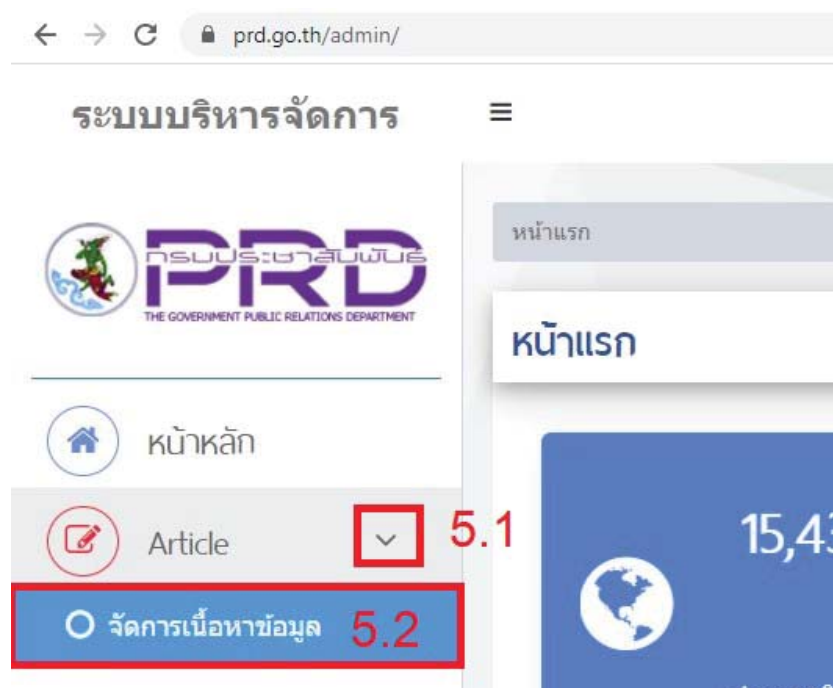 prd.go.th/admin/
ระบบบริหารจัดการ
กรมประชาสัมพันธ์
PRD
THE GOVERNMENT PUBLIC RELATIONS DEPARTMENT
หน้าแรก
หน้าแรก
หน้าหลัก
Article
5.1
จัดการเนื้อหาข้อมูล 5.2
15,43